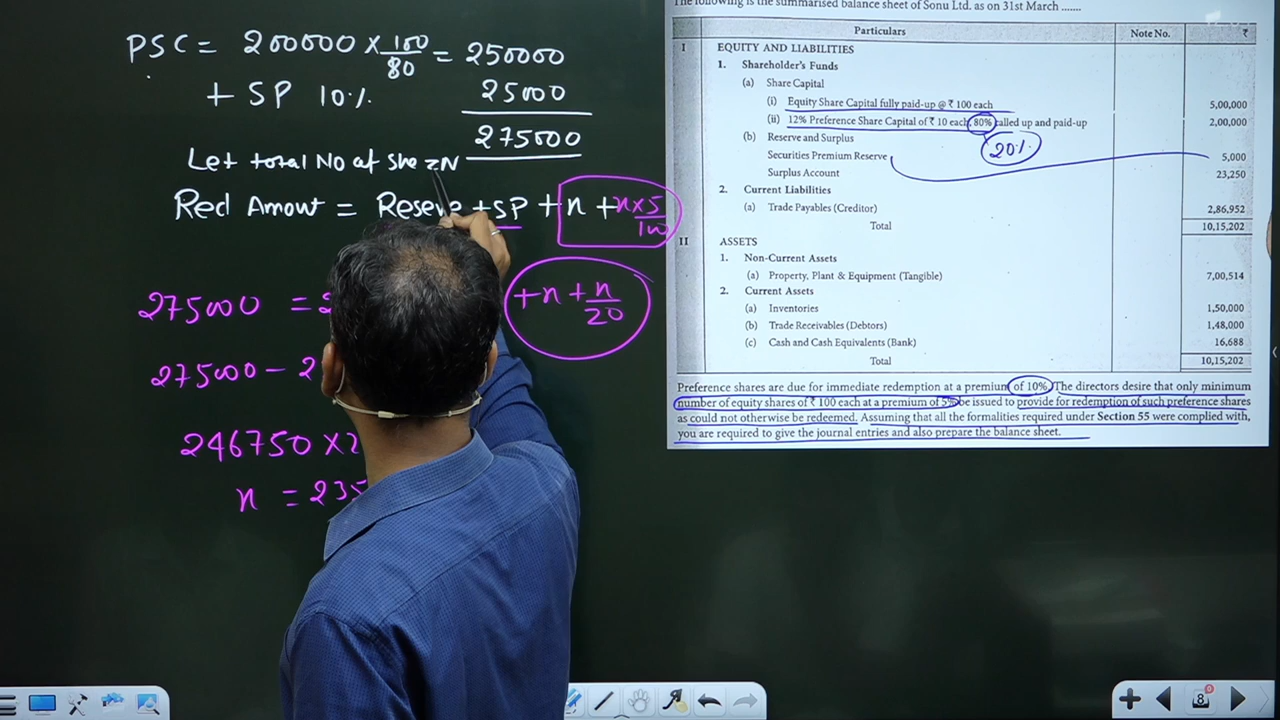 PSC = 200000 × 100/80 = 250000
+ SP 10% 25000
275000
Let total No of She = N
Red Amout = Reseve + SP + n + n×5/100
275000 =
+n + n/20
275000 - 2
246750 ×2
n = 235
The following is the summarised balance sheet of Sonu Ltd. as on 31st March .......
Particulars Note No. ₹
I EQUITY AND LIABILITIES
1. Shareholder's Funds
(a) Share Capital
(i) Equity Share Capital fully paid-up @ ₹ 100 each 5,00,000
(ii) 12% Preference Share Capital of ₹ 10 each, 80% called up and paid-up 2,00,000
20%
(b) Reserve and Surplus
Securities Premium Reserve 5,000
Surplus Account 23,250
2. Current Liabilities
(a) Trade Payables (Creditor) 2,86,952
Total 10,15,202
II ASSETS
1. Non-Current Assets
(a) Property, Plant & Equipment (Tangible) 7,00,514
2. Current Assets
(a) Inventories 1,50,000
(b) Trade Receivables (Debtors) 1,48,000
(c) Cash and Cash Equivalents (Bank) 16,688
Total 10,15,202
Preference shares are due for immediate redemption at a premium of 10%. The directors desire that only minimum
number of equity shares of ₹ 100 each at a premium of 5% be issued to provide for redemption of such preference shares
as could not otherwise be redeemed. Assuming that all the formalities required under Section 55 were complied with,
you are required to give the journal entries and also prepare the balance sheet.
8